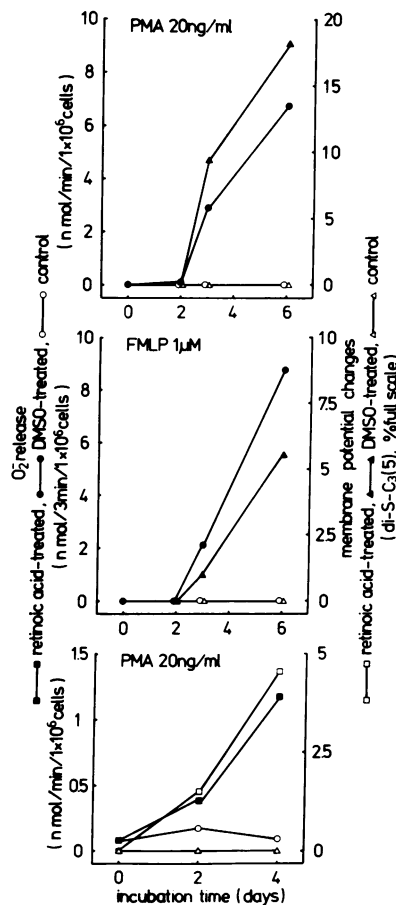 PMA 20ng/ml
10
8
6
4
2
0
20
15
10
5
0
0 2 4 6
FMLP 1μM
10
8
6
4
2
0
10
7.5
5
25
0
0 2 4 6
PMA 20ng/ml
1.5
1
0.5
0
5
2.5
0
0 2 4
incubation time (days)
O₂⁻ release
retinoic acid-treated, DMSO-treated, control
(n mol/min/1x10⁶cells)
(n mol/3min/1x10⁶cells)
(n mol/min/1x10⁶cells)
membrane potential changes
retinoic acid-treated, DMSO-treated, control
(di-S-C₃(5), %full scale)